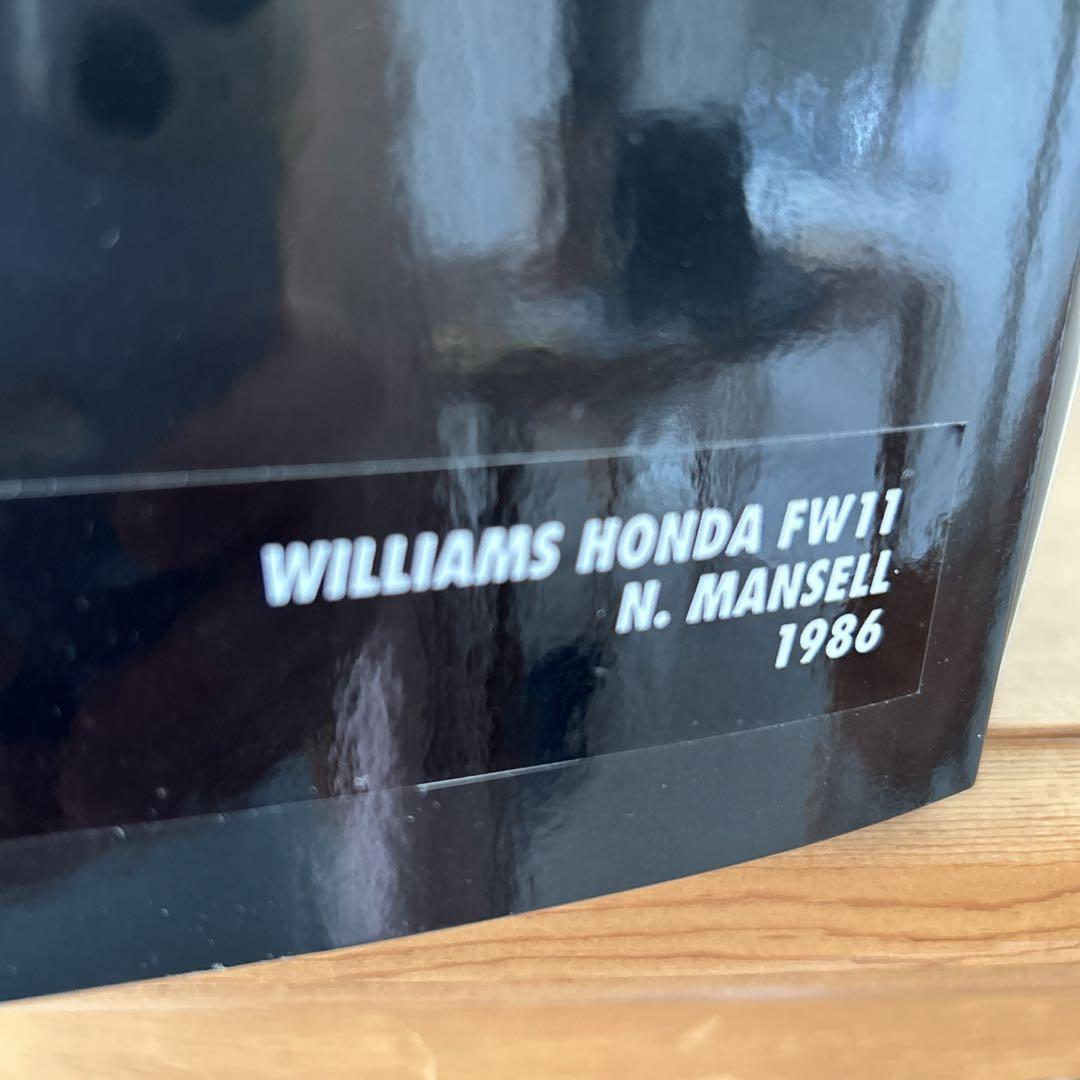 WILLIAMS HONDA FW11
N. MANSELL
1986